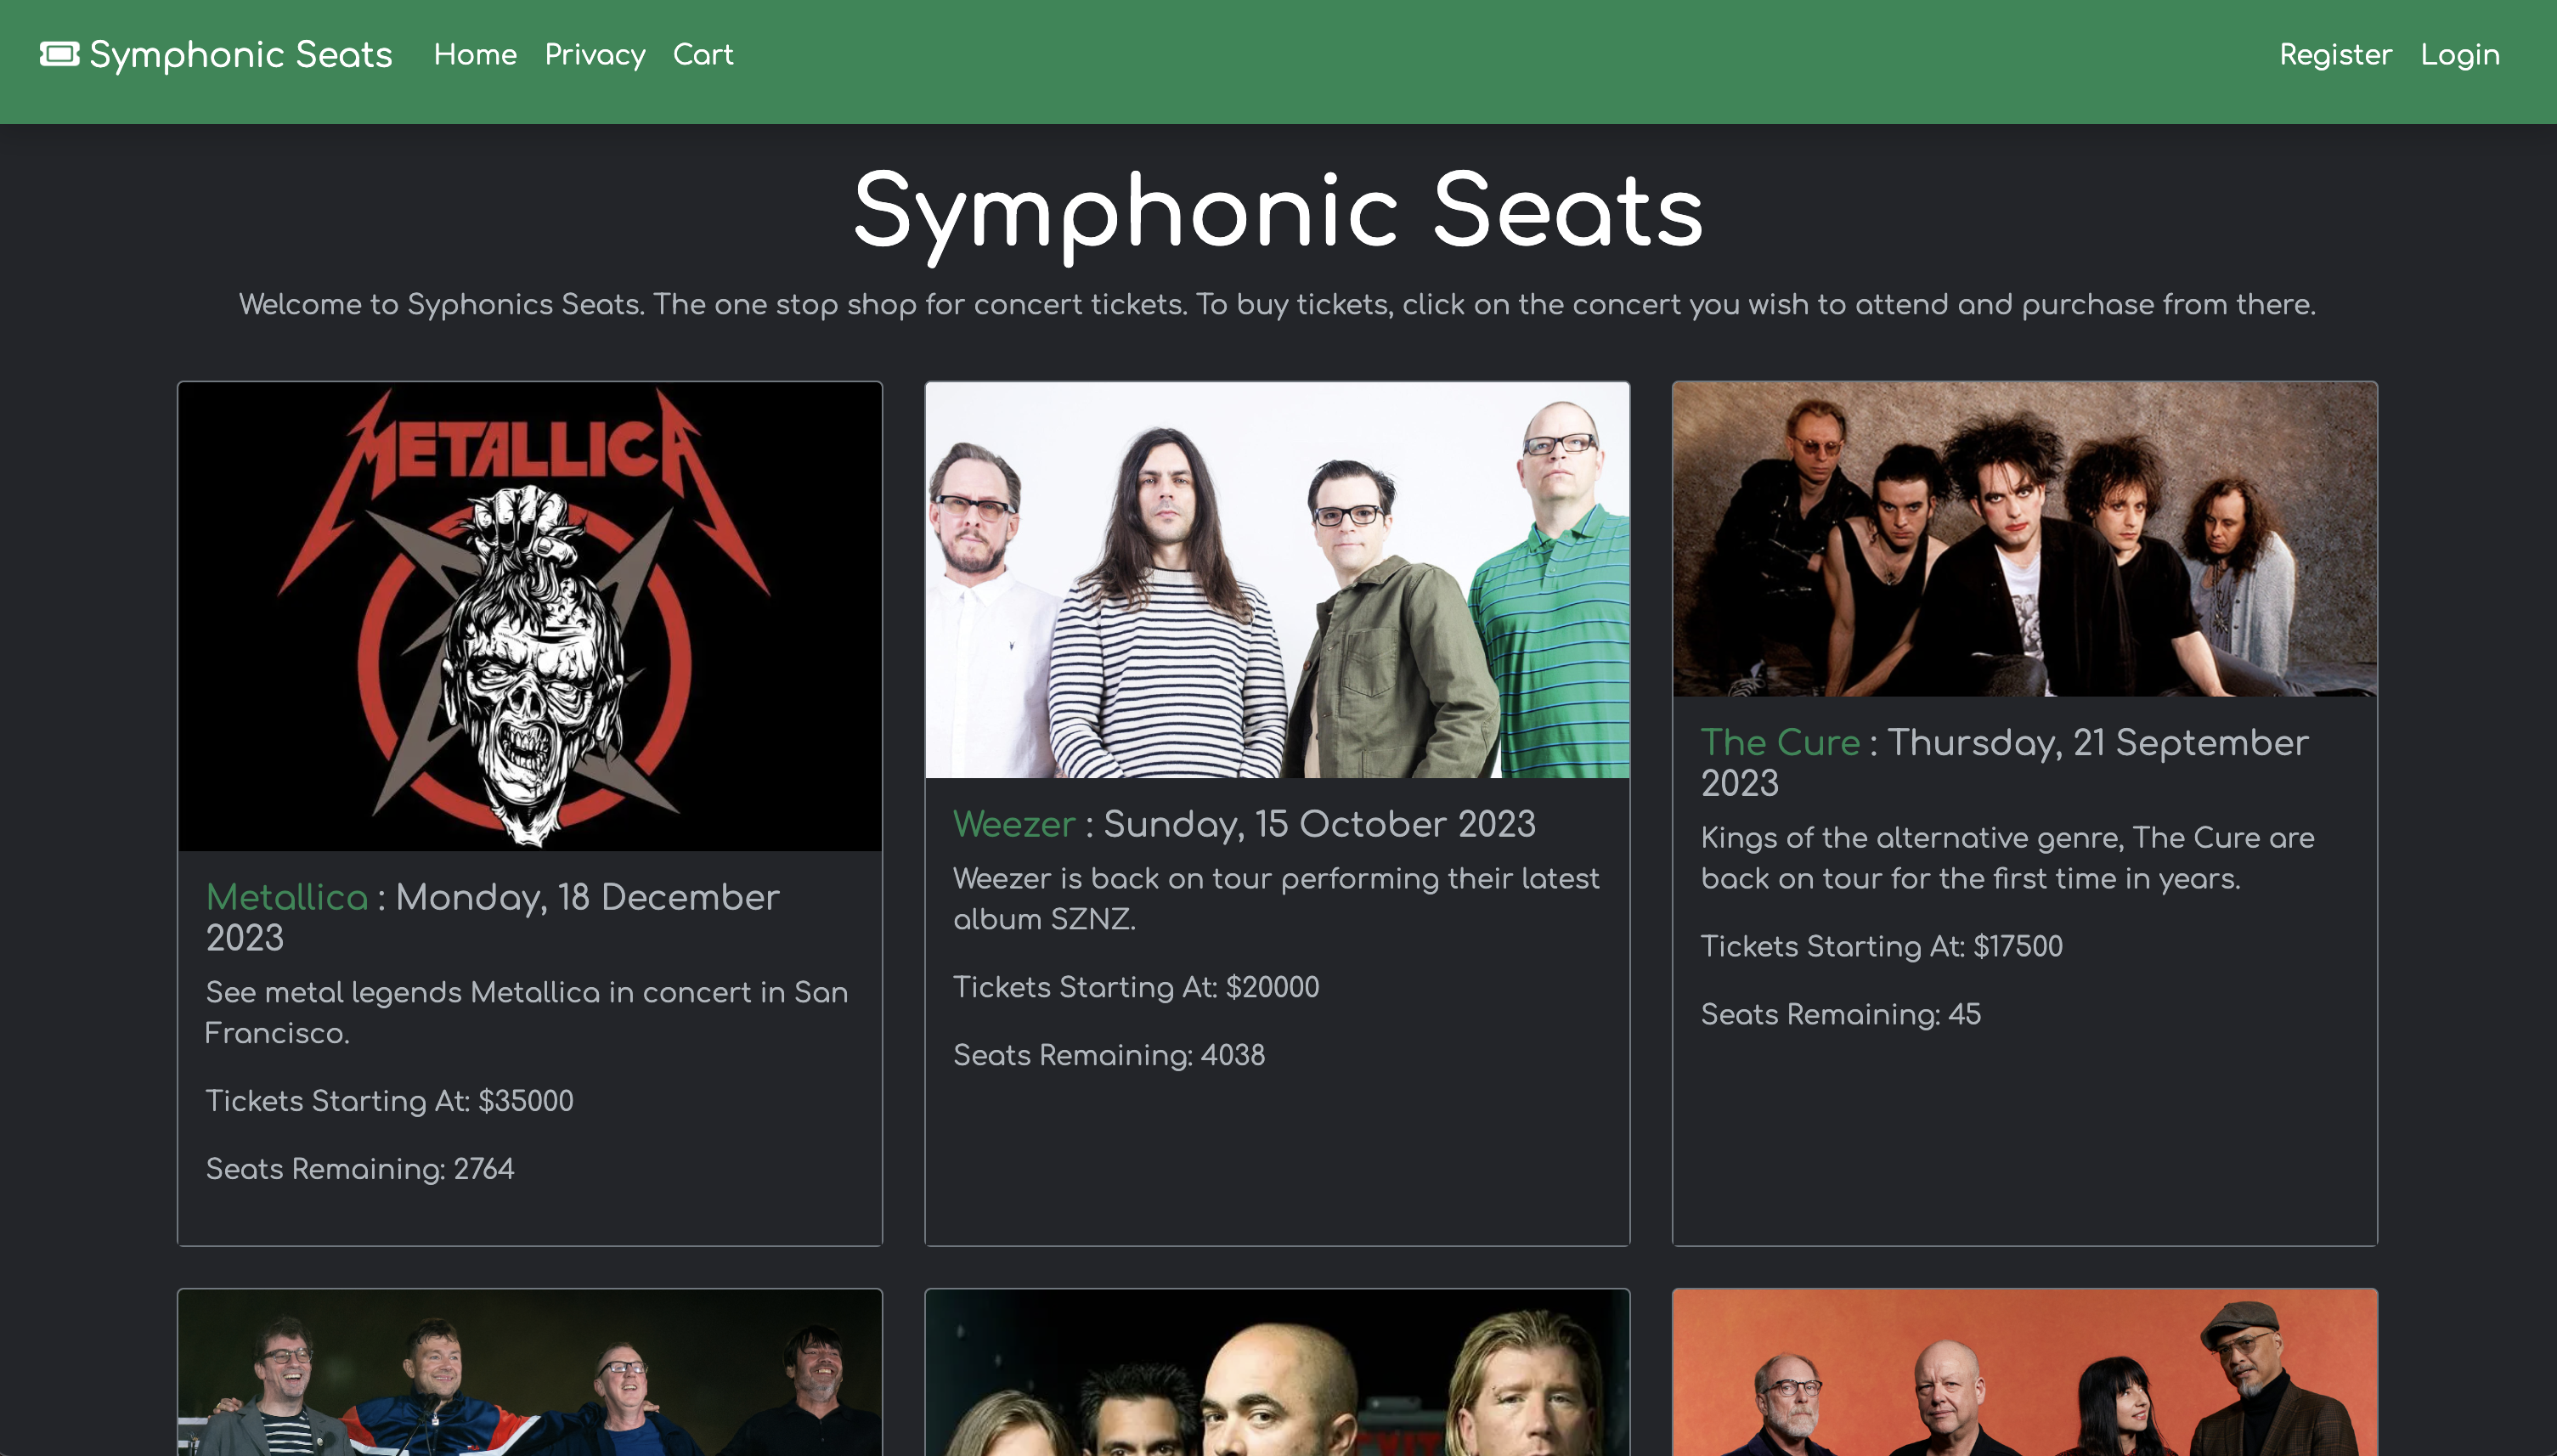 Symphonic Seats Home Privacy Cart Register Login
Symphonic Seats
Welcome to Syphonics Seats. The one stop shop for concert tickets. To buy tickets, click on the concert you wish to attend and purchase from there.
METALLICA
Metallica : Monday, 18 December
2023
See metal legends Metallica in concert in San
Francisco.
Tickets Starting At: $35000
Seats Remaining: 2764
Weezer : Sunday, 15 October 2023
Weezer is back on tour performing their latest
album SZNZ.
Tickets Starting At: $20000
Seats Remaining: 4038
The Cure : Thursday, 21 September
2023
Kings of the alternative genre, The Cure are
back on tour for the first time in years.
Tickets Starting At: $17500
Seats Remaining: 45